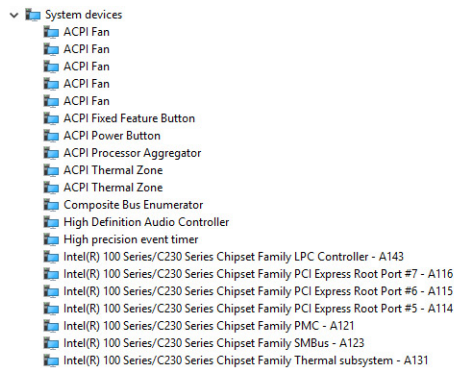 System devices
ACPI Fan
ACPI Fan
ACPI Fan
ACPI Fan
ACPI Fan
ACPI Fixed Feature Button
ACPI Power Button
ACPI Processor Aggregator
ACPI Thermal Zone
ACPI Thermal Zone
Composite Bus Enumerator
High Definition Audio Controller
High precision event timer
Intel(R) 100 Series/C230 Series Chipset Family LPC Controller - A143
Intel(R) 100 Series/C230 Series Chipset Family PCI Express Root Port #7 - A116
Intel(R) 100 Series/C230 Series Chipset Family PCI Express Root Port #6 - A115
Intel(R) 100 Series/C230 Series Chipset Family PCI Express Root Port #5 - A114
Intel(R) 100 Series/C230 Series Chipset Family PMC - A121
Intel(R) 100 Series/C230 Series Chipset Family SMBus - A123
Intel(R) 100 Series/C230 Series Chipset Family Thermal subsystem - A131